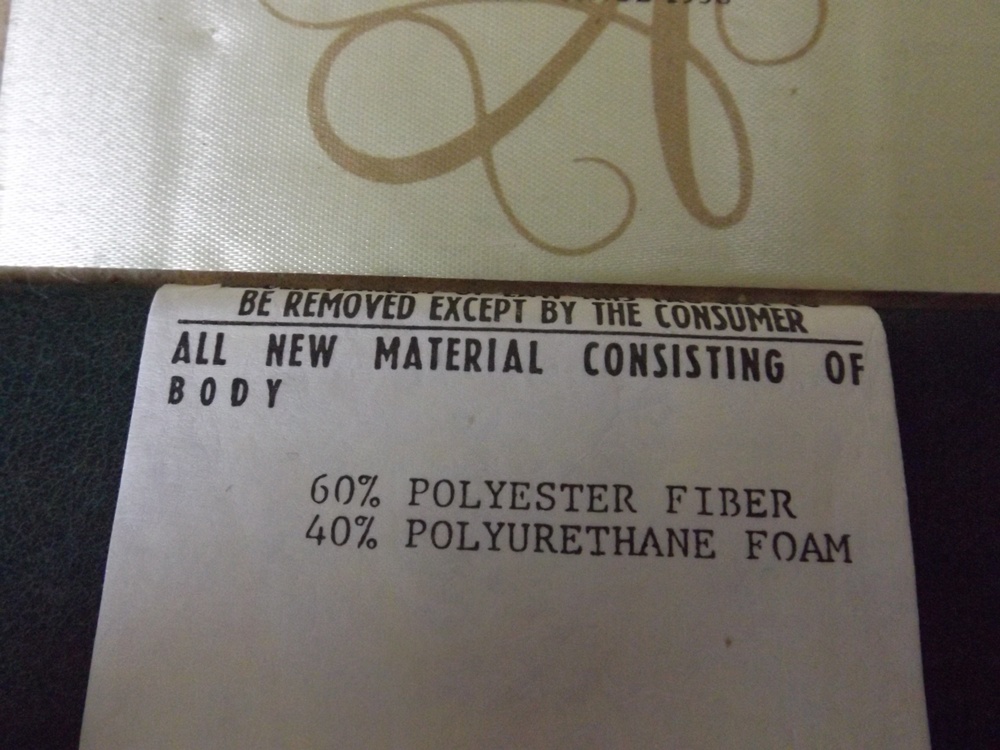 BE REMOVED EXCEPT BY THE CONSUMER
ALL NEW MATERIAL CONSISTING OF
BODY
60% POLYESTER FIBER
40% POLYURETHANE FOAM